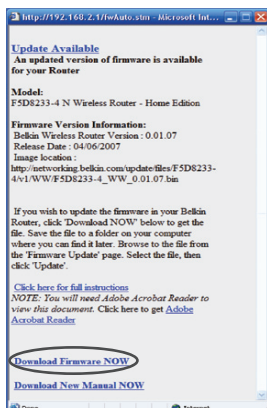 http://192.168.2.1/fwAuto.stm - Microsoft Int...
Update Available
An updated version of firmware is available
for your Router
Model:
F5D8233-4 N Wireless Router - Home Edition
Firmware Version Information:
Belkin Wireless Router Version : 0.01.07
Release Date : 04/06/2007
Image location :
http://networking.belkin.com/update/files/F5D8233-
4/v1/WW/F5D8233-4_WW_0.01.07.bin
If you wish to update the firmware in your Belkin
Router, click 'Download NOW' below to get the
file. Save the file to a folder on your computer
where you can find it later. Browse to the file from
the 'Firmware Update' page. Select the file, then
click 'Update'.
Click here for full instructions
NOTE: You will need Adobe Acrobat Reader to
view this document. Click here to get Adobe
Acrobat Reader
Download Firmware NOW
Download New Manual NOW